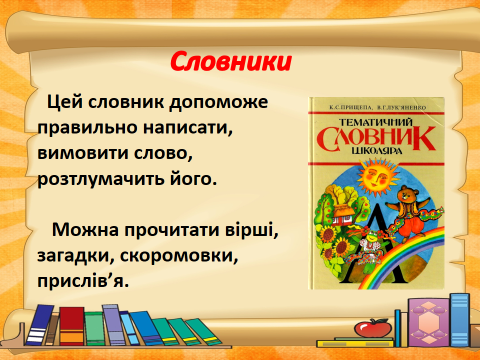 Словники
Цей словник допоможе
правильно написати,
вимовити слово,
розтлумачить його.
Можна прочитати вірші,
загадки, скоромовки,
прислів’я.
К.С.ПРИЩЕПА, В.Г.ЛУК'ЯНЕНКО
ТЕМАТИЧНИЙ
СЛОВНИК
ШКОЛЯРА
А